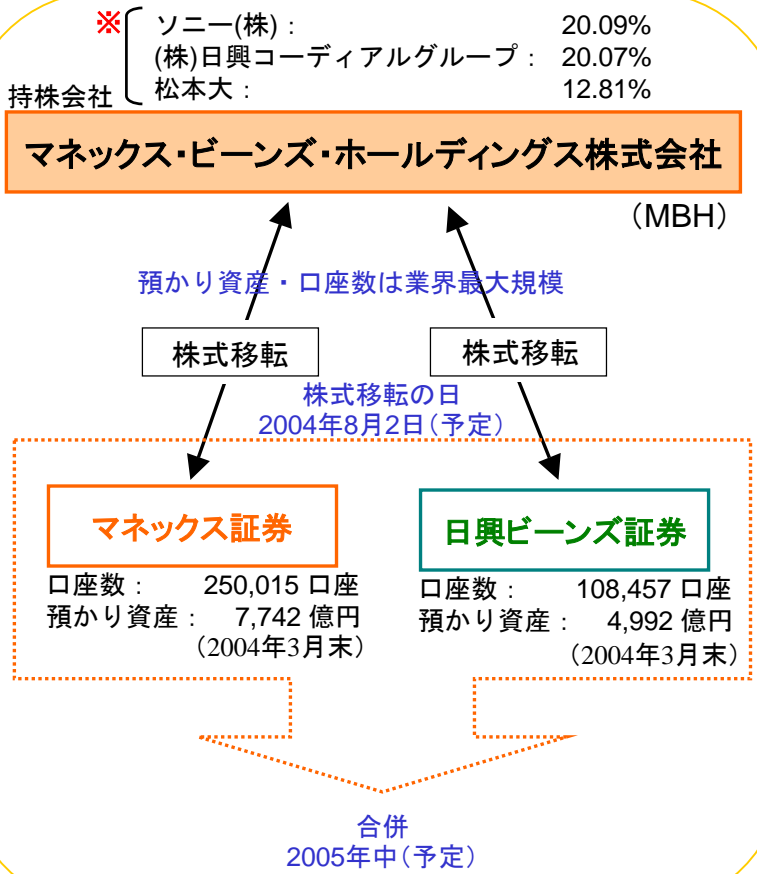 ※
ソニー(株)： 20.09%
(株)日興コーディアルグループ： 20.07%
松本大： 12.81%
持株会社
マネックス・ビーンズ・ホールディングス株式会社
（MBH）
預かり資産・口座数は業界最大規模
株式移転 株式移転
株式移転の日
2004年8月2日（予定）
マネックス証券
口座数： 250,015 口座
預かり資産： 7,742 億円
（2004年3月末）
日興ビーンズ証券
口座数： 108,457 口座
預かり資産： 4,992 億円
（2004年3月末）
合併
2005年中（予定）